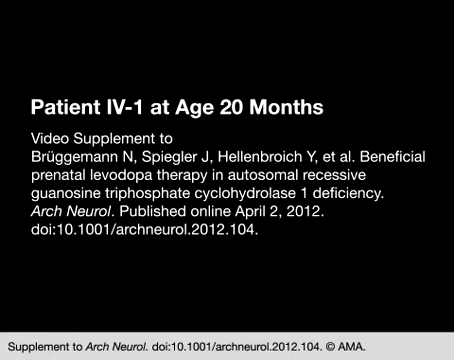 Patient IV-1 at Age 20 Months
Video Supplement to
Brüggemann N, Spiegler J, Hellenbroich Y, et al. Beneficial
prenatal levodopa therapy in autosomal recessive
guanosine triphosphate cyclohydrolase 1 deficiency.
Arch Neurol. Published online April 2, 2012.
doi:10.1001/archneurol.2012.104.
Supplement to Arch Neurol. doi:10.1001/archneurol.2012.104. © AMA.